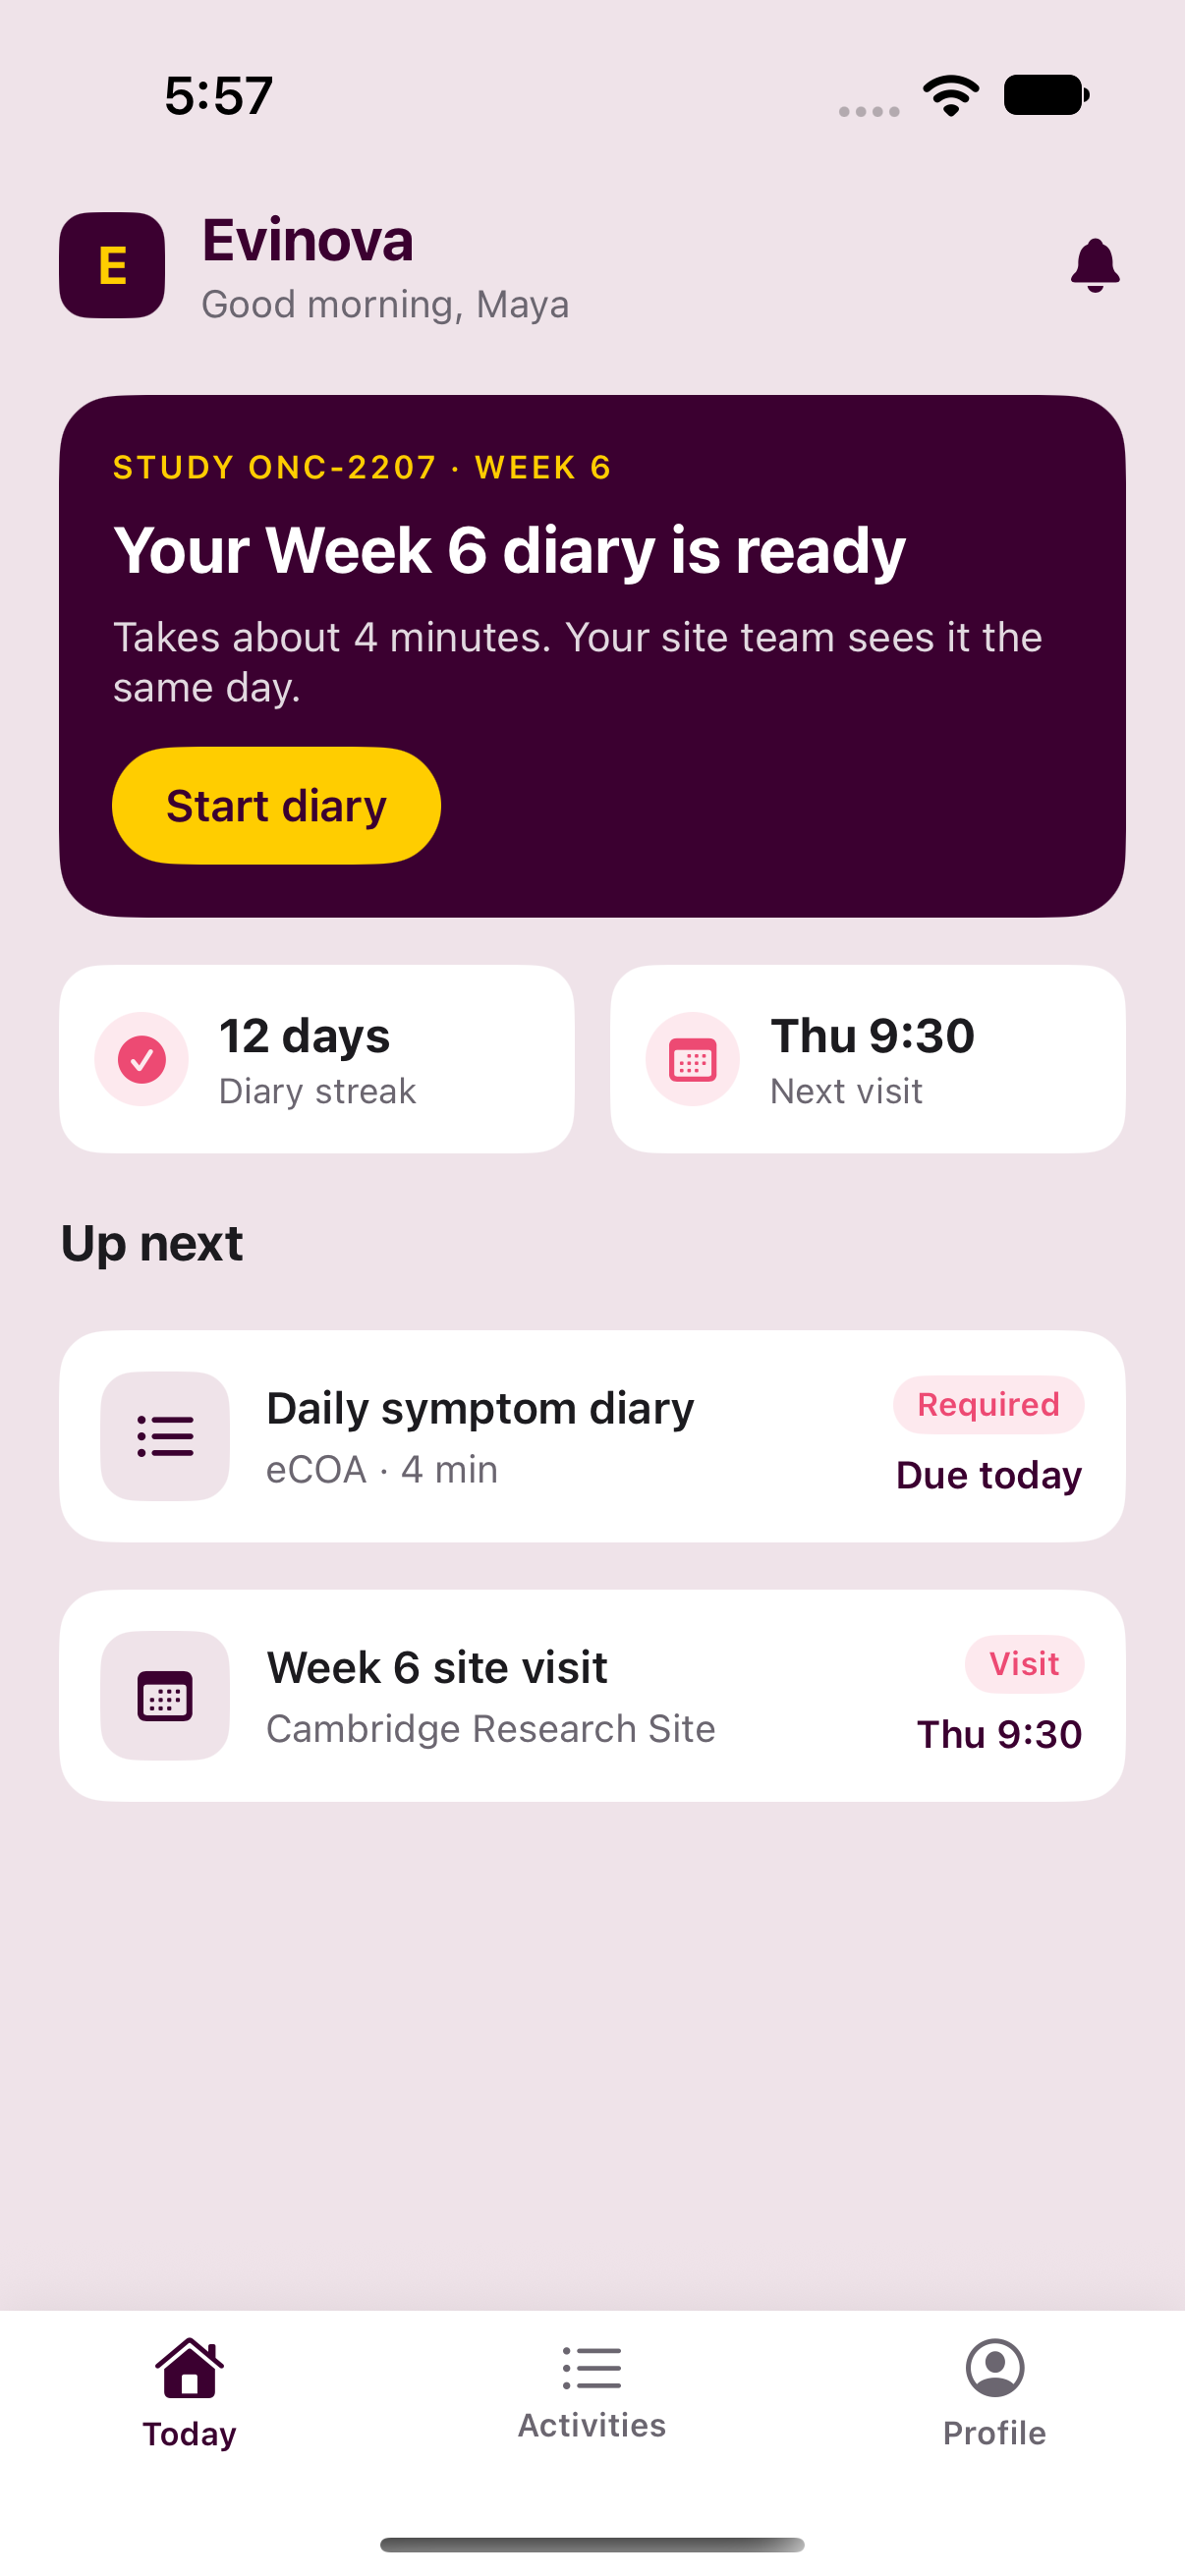 5:57
E
Evinova
Good morning, Maya
STUDY ONC-2207 · WEEK 6
Your Week 6 diary is ready
Takes about 4 minutes. Your site team sees it the
same day.
Start diary
12 days
Diary streak
Thu 9:30
Next visit
Up next
Daily symptom diary
eCOA · 4 min
Required
Due today
Week 6 site visit
Cambridge Research Site
Visit
Thu 9:30
Today
Activities
Profile